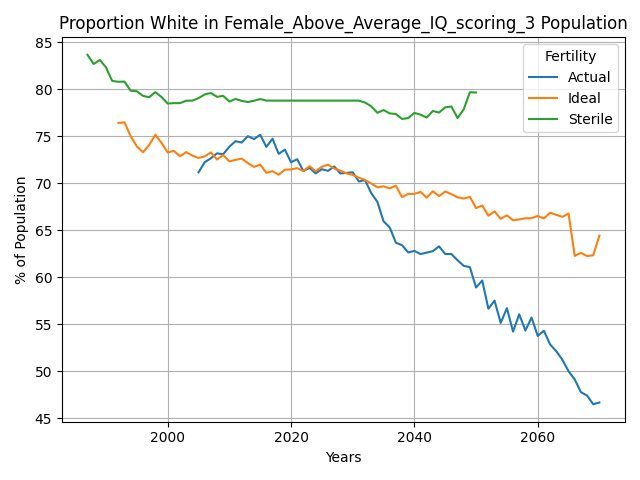 Proportion White in Female_Above_Average_IQ_scoring_3 Population
% of Population
85
80
75
70
65
60
55
50
45
Fertility
Actual
Ideal
Sterile
2000 2020 2040 2060
Years